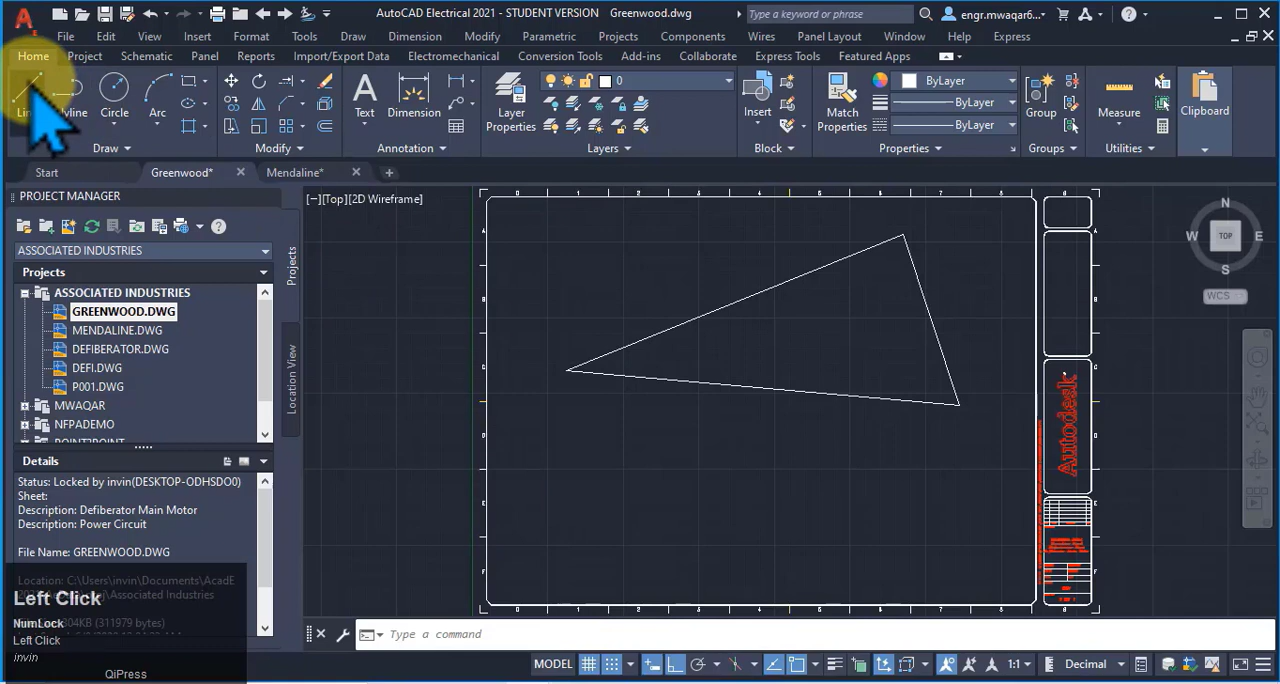 AutoCAD Electrical 2021 - STUDENT VERSION Greenwood.dwg Type a keyword or phrase engr.mwaqar6...
File Edit View Insert Format Tools Draw Dimension Modify Parametric Projects Components Wires Panel Layout Window Help Express
Home Project Schematic Panel Reports Import/Export Data Electromechanical Conversion Tools Add-ins Collaborate Express Tools Featured Apps
Circle Arc
Text Dimension
Layer
Properties
0
Insert
Match
Properties
ByLayer
ByLayer
ByLayer
Group Measure Clipboard
Draw Modify Annotation Layers Block Properties Groups Utilities
Start Greenwood* Mendaline*
PROJECT MANAGER
ASSOCIATED INDUSTRIES
Projects
ASSOCIATED INDUSTRIES
GREENWOOD.DWG
MENDALINE.DWG
DEFIBERATOR.DWG
DEFI.DWG
P001.DWG
MWAQAR
NFPADEMO
POINT2POINT
Projects
Location View
Details
Status: Locked by invin(DESKTOP-ODHSDO0)
Sheet:
Description: Defiberator Main Motor
Description: Power Circuit
File Name: GREENWOOD.DWG
Location: C:\Users\invin\Documents\AcadE
Left Click
NumLock
Left Click
invin
QiPress
[−][Top][2D Wireframe]
N
W TOP E
S
WCS
Autodesk
Type a command
MODEL 1:1 Decimal